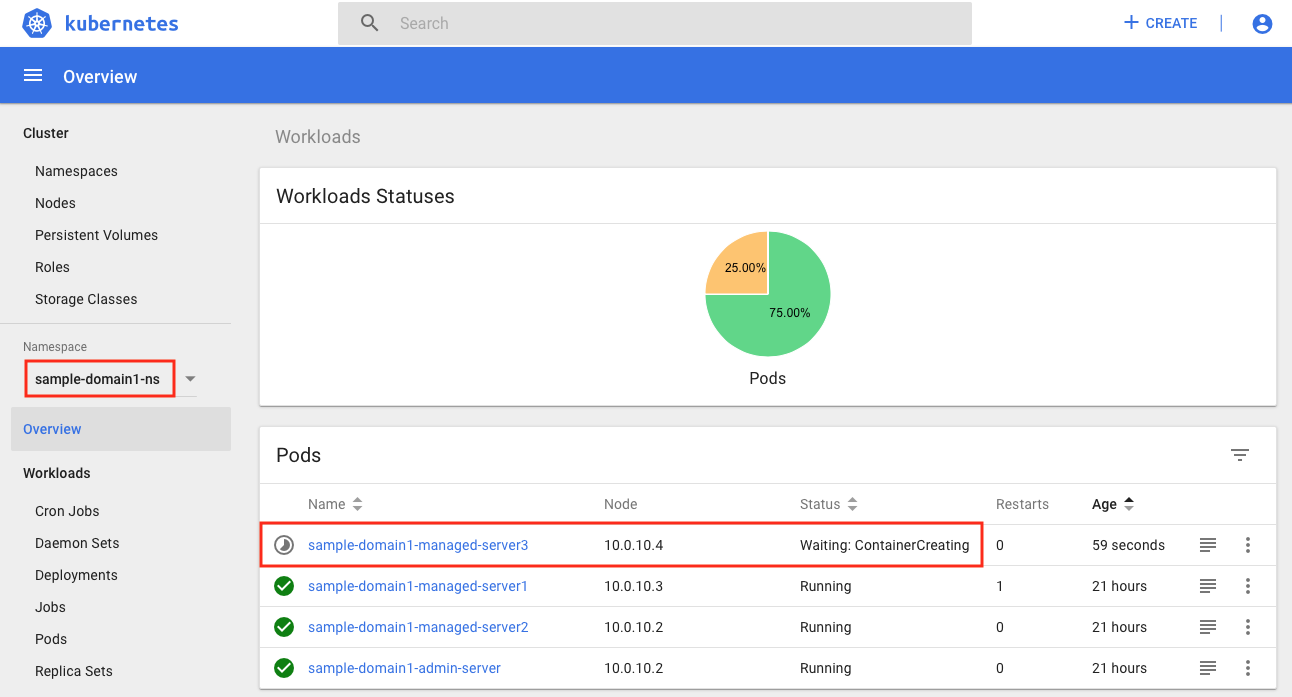 kubernetes
Search
+ CREATE |
Overview
Cluster
Namespaces
Nodes
Persistent Volumes
Roles
Storage Classes
Namespace
sample-domain1-ns
Overview
Workloads
Cron Jobs
Daemon Sets
Deployments
Jobs
Pods
Replica Sets
Workloads
Workloads Statuses
25.00%
75.00%
Pods
Pods
Name Node Status Restarts Age
sample-domain1-managed-server3 10.0.10.4 Waiting: ContainerCreating 0 59 seconds
sample-domain1-managed-server1 10.0.10.3 Running 1 21 hours
sample-domain1-managed-server2 10.0.10.2 Running 0 21 hours
sample-domain1-admin-server 10.0.10.2 Running 0 21 hours